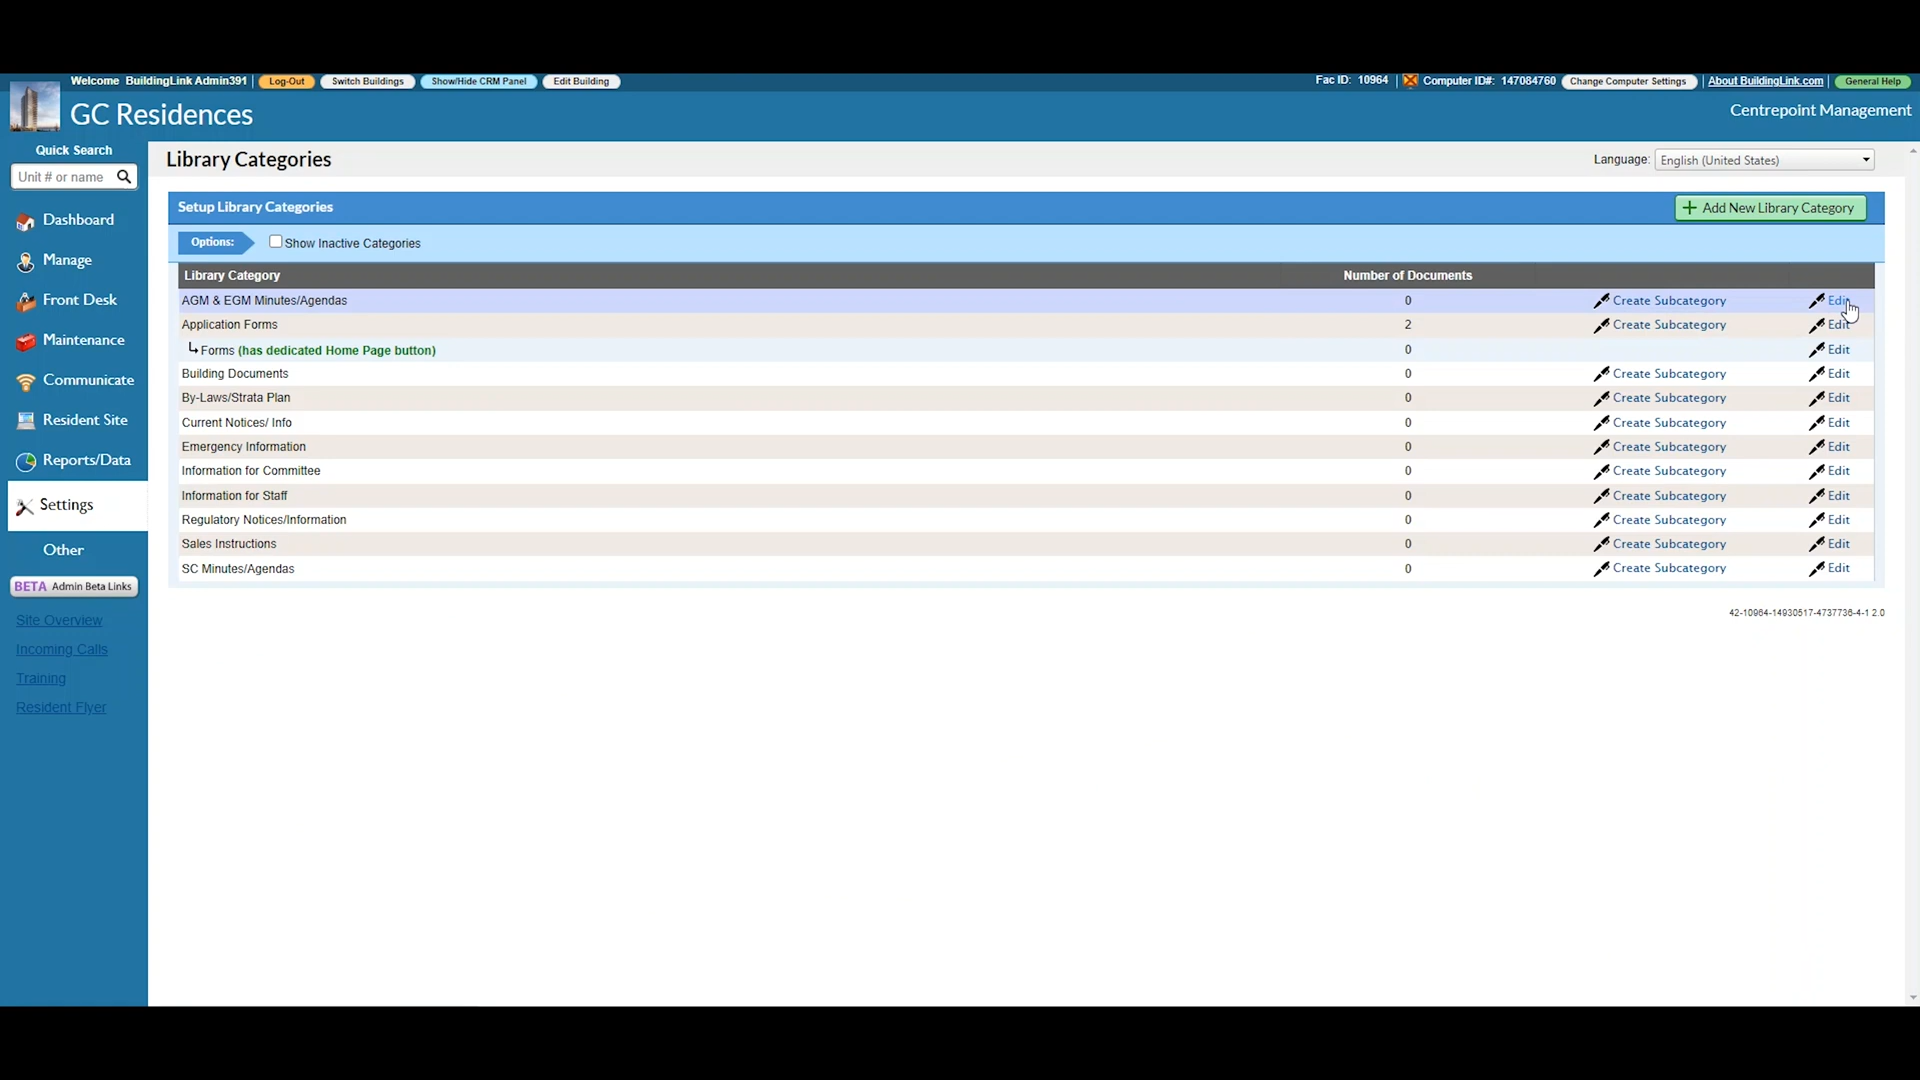 Welcome BuildingLink Admin391 Log-Out Switch Buildings Show/Hide CRM Panel Edit Building Fac ID: 10964 Computer ID#: 147084760 Change Computer Settings About BuildingLink.com General Help
GC Residences Centrepoint Management
Quick Search
Unit # or name
Dashboard
Manage
Front Desk
Maintenance
Communicate
Resident Site
Reports/Data
Settings
Other
BETA Admin Beta Links
Site Overview
Incoming Calls
Training
Resident Flyer
Library Categories Language: English (United States)
Setup Library Categories + Add New Library Category
Options: Show Inactive Categories
Library Category Number of Documents
AGM & EGM Minutes/Agendas 0 Create Subcategory Edit
Application Forms 2 Create Subcategory Edit
Forms (has dedicated Home Page button) 0 Edit
Building Documents 0 Create Subcategory Edit
By-Laws/Strata Plan 0 Create Subcategory Edit
Current Notices/ Info 0 Create Subcategory Edit
Emergency Information 0 Create Subcategory Edit
Information for Committee 0 Create Subcategory Edit
Information for Staff 0 Create Subcategory Edit
Regulatory Notices/Information 0 Create Subcategory Edit
Sales Instructions 0 Create Subcategory Edit
SC Minutes/Agendas 0 Create Subcategory Edit
42-10964-14930517-4737736-4-1 2.0